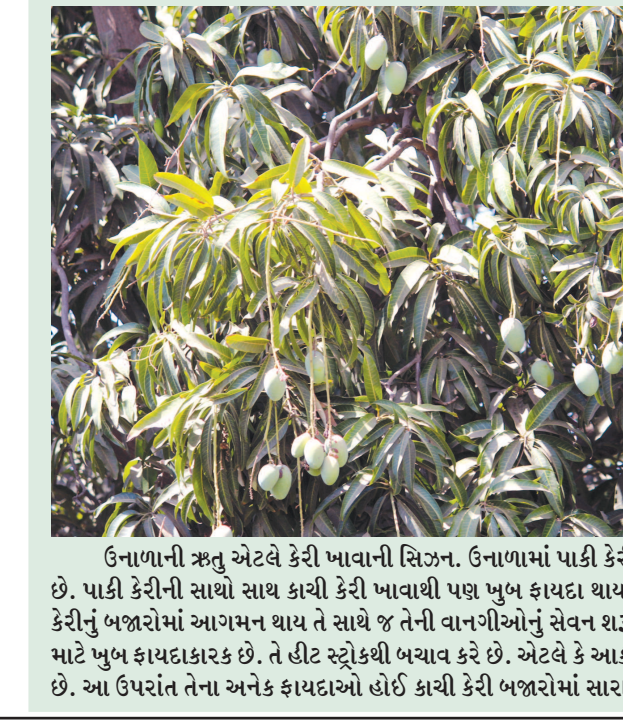 ઉનાળાની ઋતુ એટલે કેરી ખાવાની સિઝન. ઉનાળામાં પાકી
છે. પાકી કેરીની સાથો સાથ કાચી કેરી ખાવાથી પણ ખુબ ફાયદા
કેરીનું બજારોમાં આગમન થાય તે સાથે જ તેની વાનગીઓનું સેવન
માટે ખુબ ફાયદાકારક છે. તે હીટ સ્ટ્રોકથી બચાવ કરે છે. એટલે કે
છે. આ ઉપરાંત તેના અનેક ફાયદાઓ હોઈ કાચી કેરી બજારોમાં